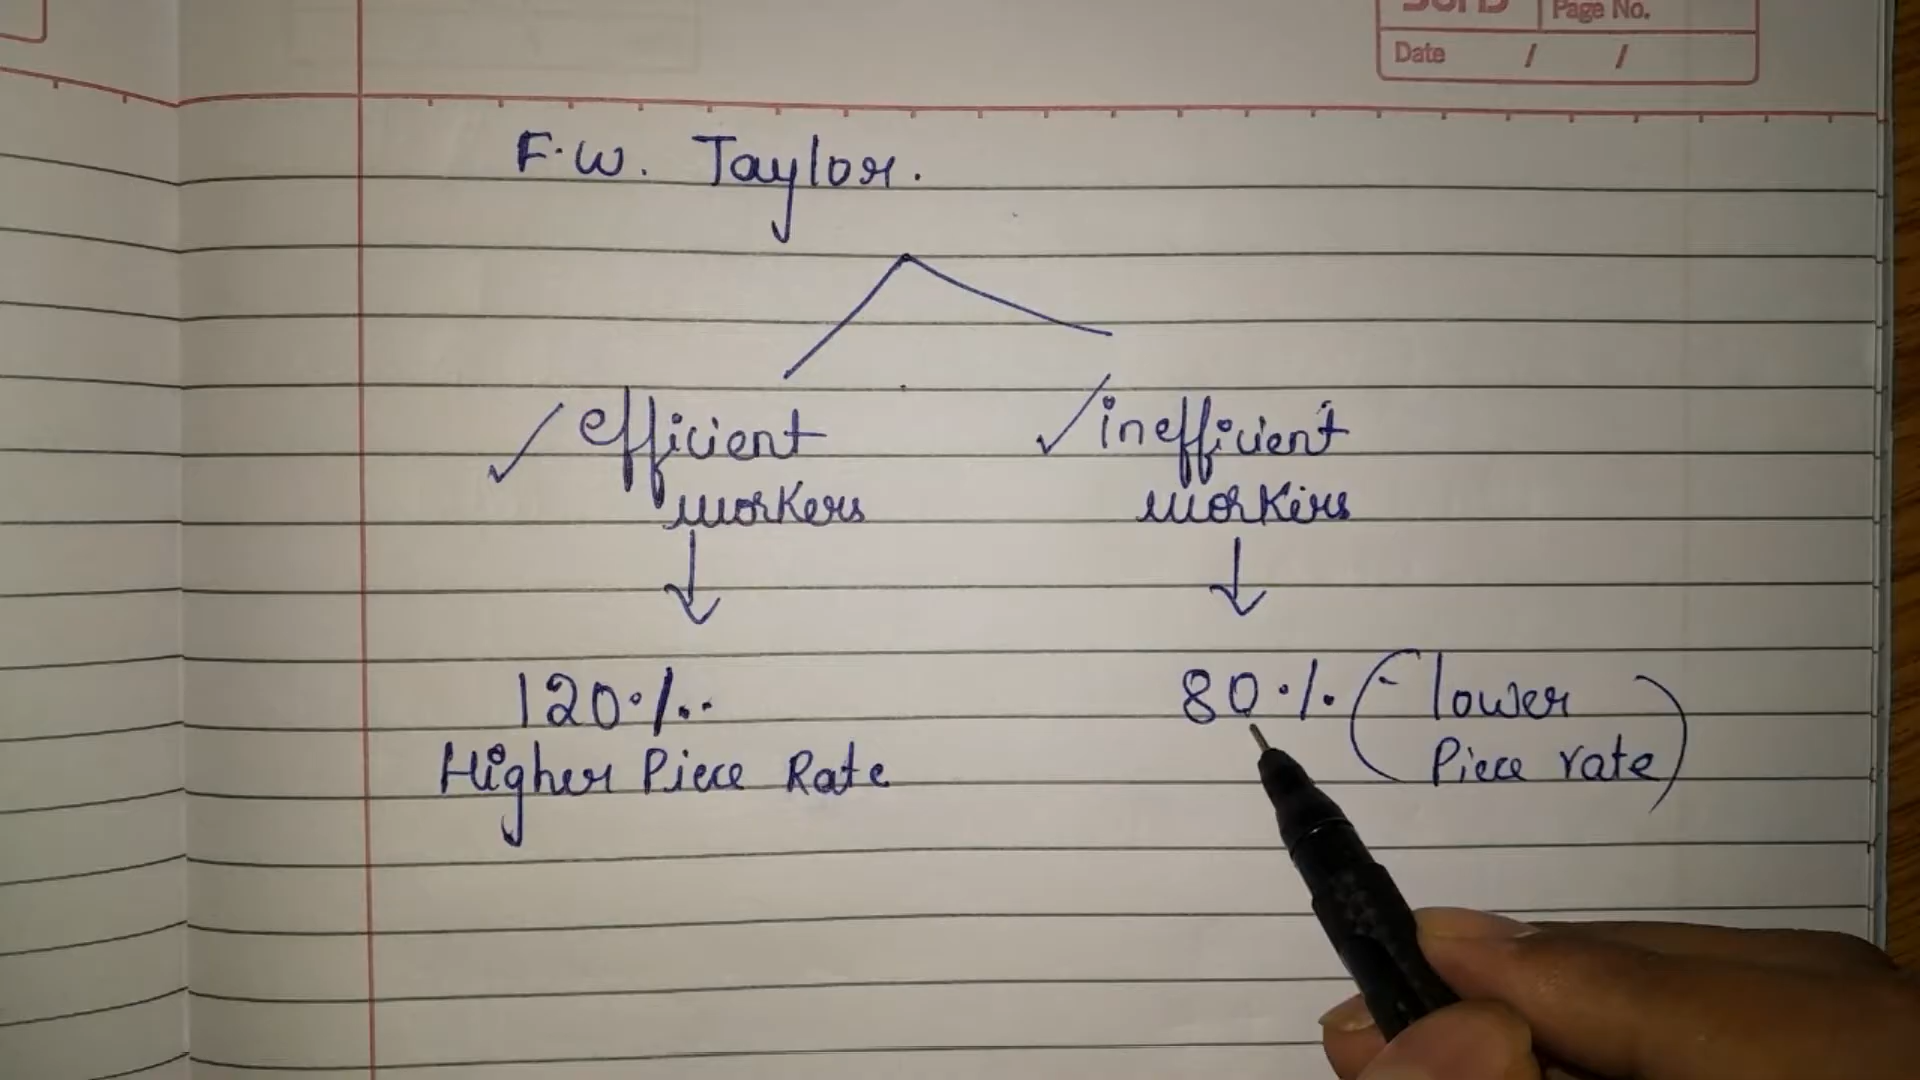 Page No.
Date / /
F.W. Taylor.
efficient inefficient
workers workers
120%. 80% (- lower
Higher Piece Rate Piece rate)